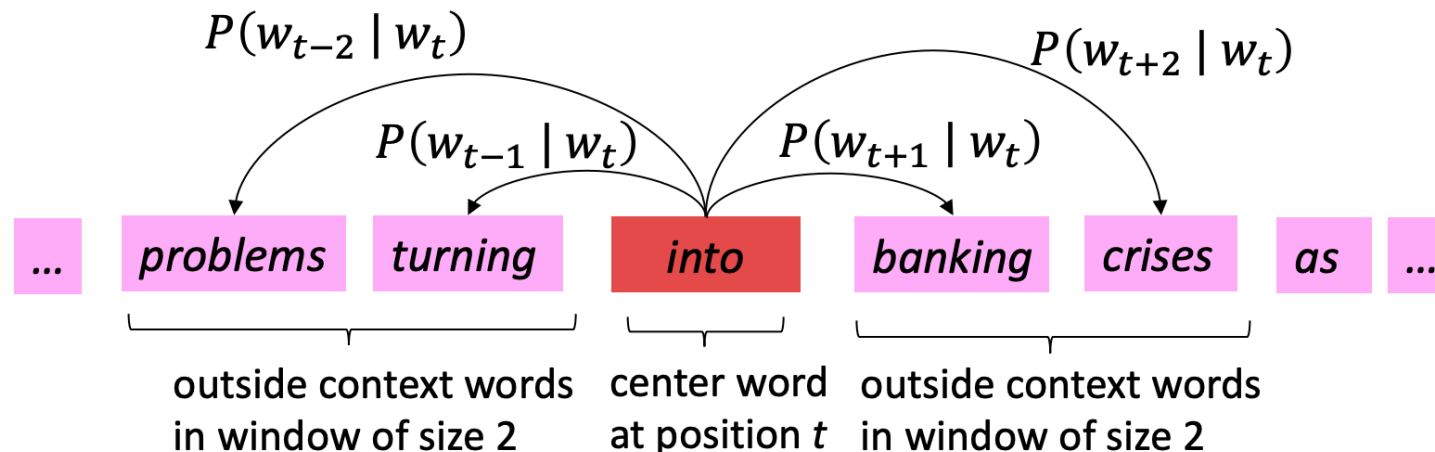 P(w_{t−2} | w_t)
P(w_{t+2} | w_t)
P(w_{t−1} | w_t)
P(w_{t+1} | w_t)
... problems turning into banking crises as ...
outside context words
in window of size 2
center word
at position t
outside context words
in window of size 2